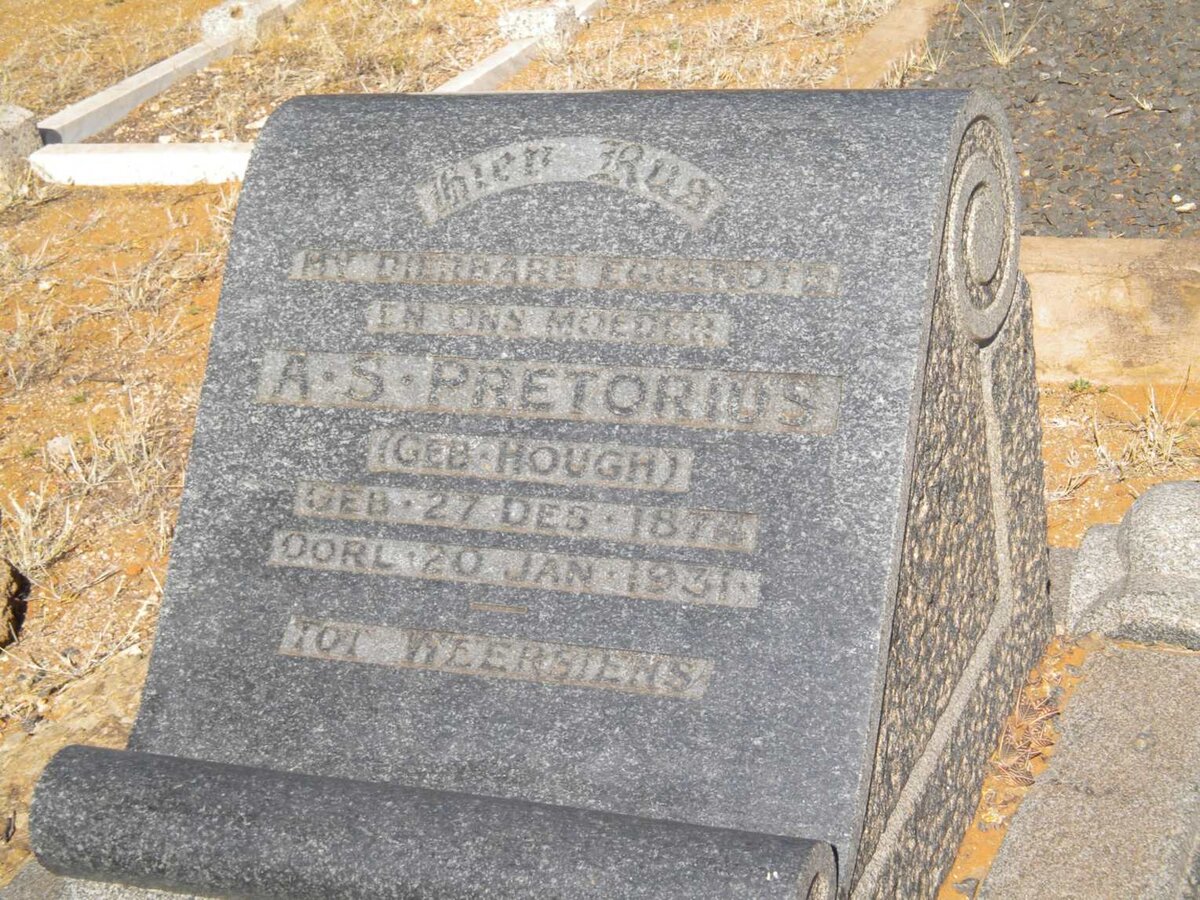 Hier Rus
MY DIERBARE EGGENOTE
EN ONS MOEDER
A·S·PRETORIUS
(GEB·HOUGH)
GEB·27 DES·
OORL·20 JAN·1931·
TOT WEERSIENS